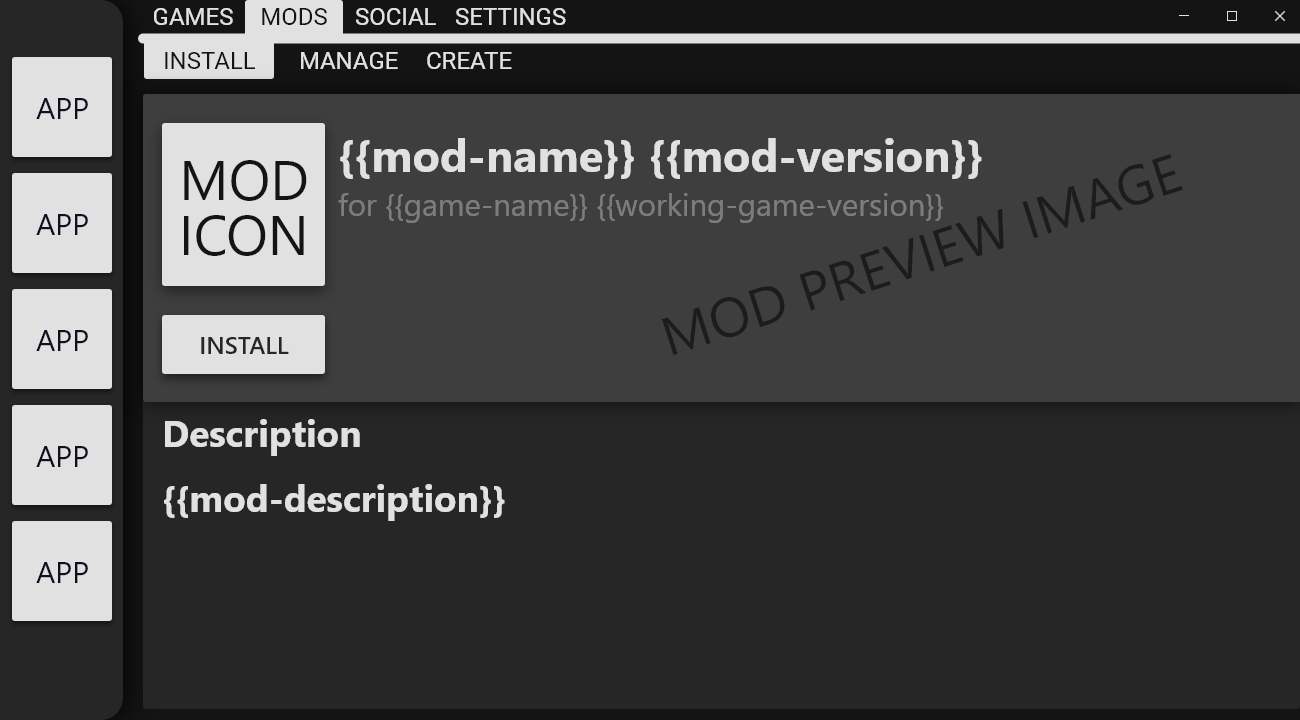 GAMES MODS SOCIAL SETTINGS
INSTALL MANAGE CREATE
APP
APP
APP
APP
APP
MOD
ICON
{{mod-name}} {{mod-version}}
for {{game-name}} {{working-game-version}}
MOD PREVIEW IMAGE
INSTALL
Description
{{mod-description}}